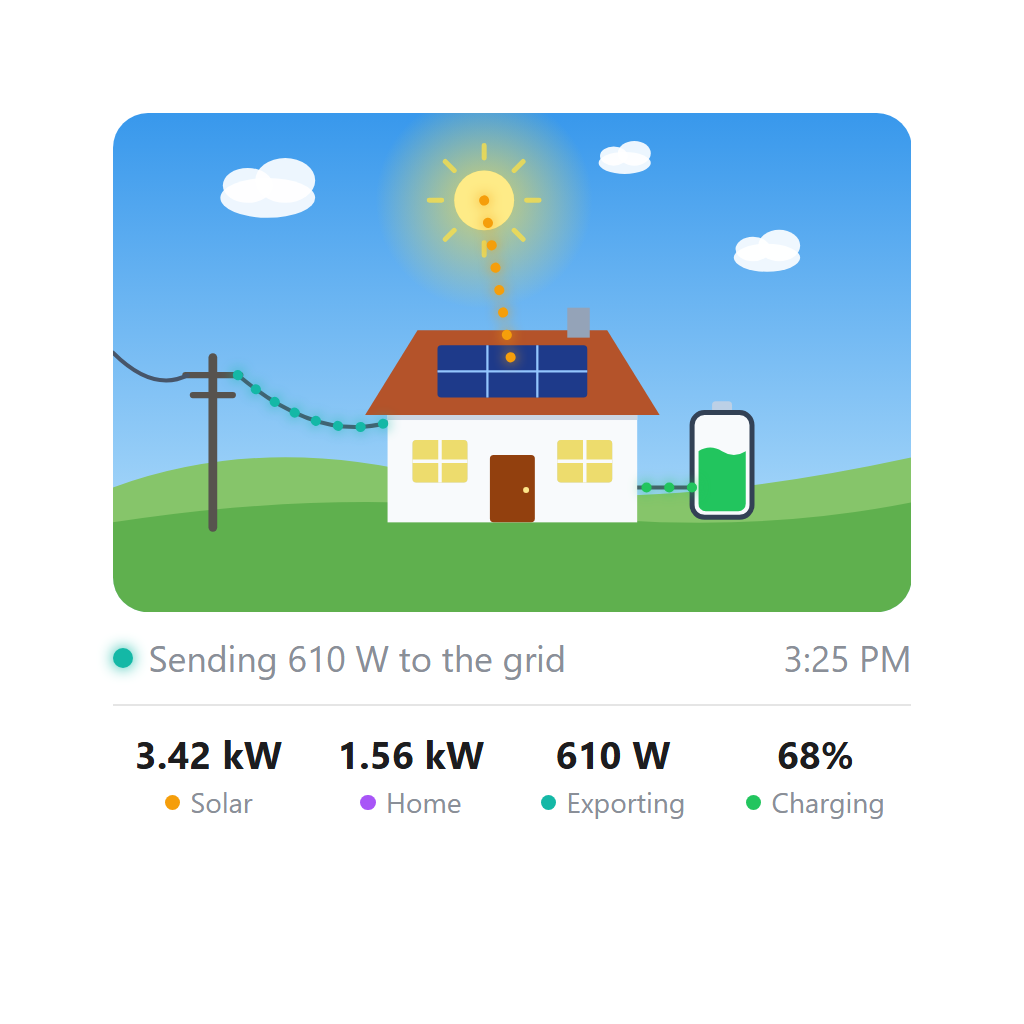 Sending 610 W to the grid 3:25 PM
3.42 kW 1.56 kW 610 W 68%
Solar Home Exporting Charging